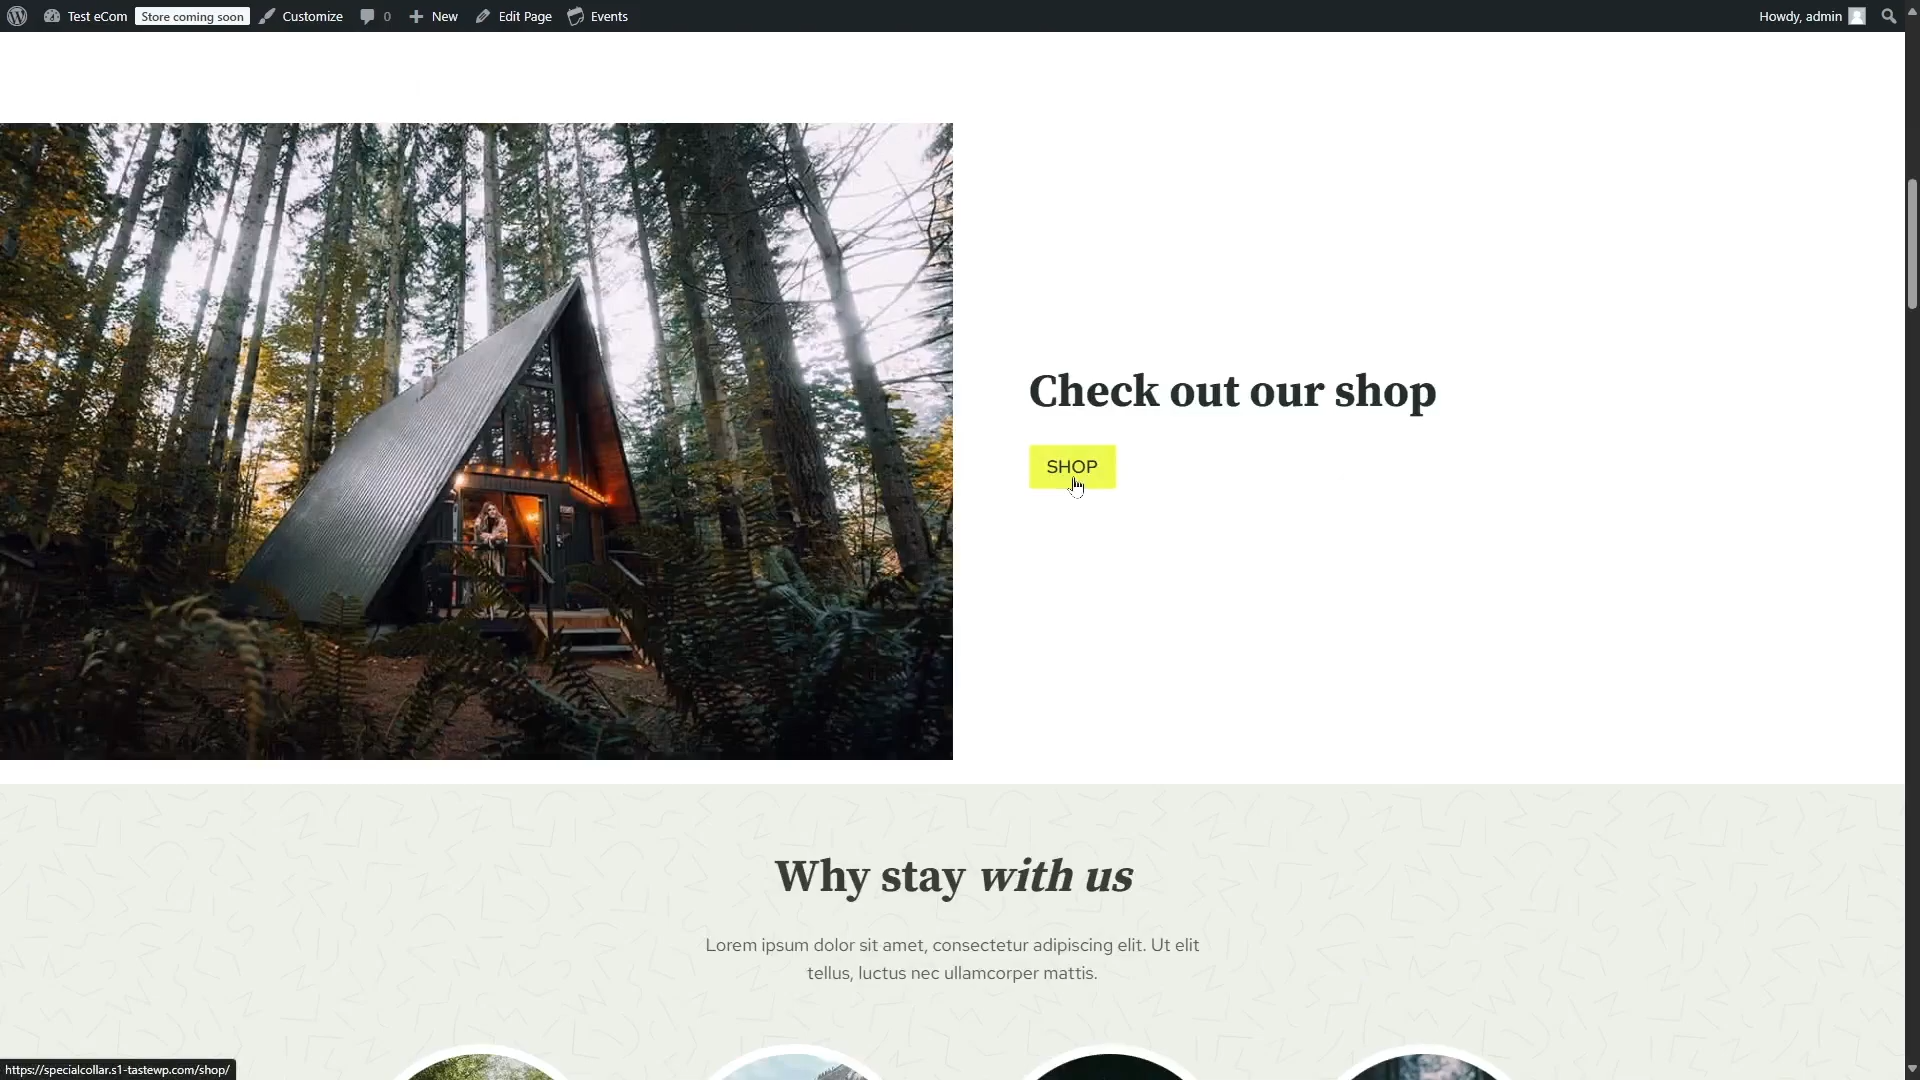 Test eCom Store coming soon Customize 0 New Edit Page Events Howdy, admin
Check out our shop
SHOP
Why stay with us
Lorem ipsum dolor sit amet, consectetur adipiscing elit. Ut elit
tellus, luctus nec ullamcorper mattis.
https://specialcollar.s1-tastewp.com/shop/